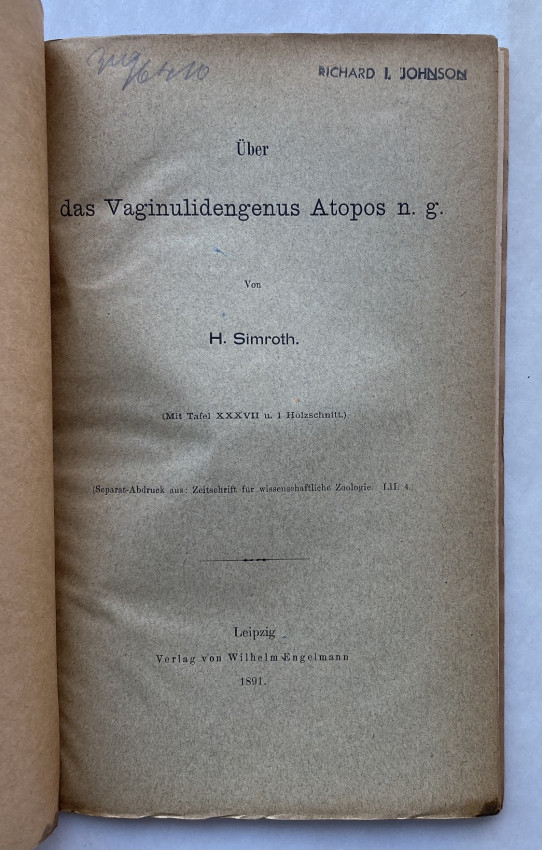 RICHARD I. JOHNSON
Über
das Vaginulidengenus Atopos n. g.
Von
H. Simroth.
(Mit Tafel XXXVII u. 1 Holzschnitt.)
(Separat-Abdruck aus: Zeitschrift für wissenschaftliche Zoologie. LII. 4.)
Leipzig
Verlag von Wilhelm Engelmann
1891.